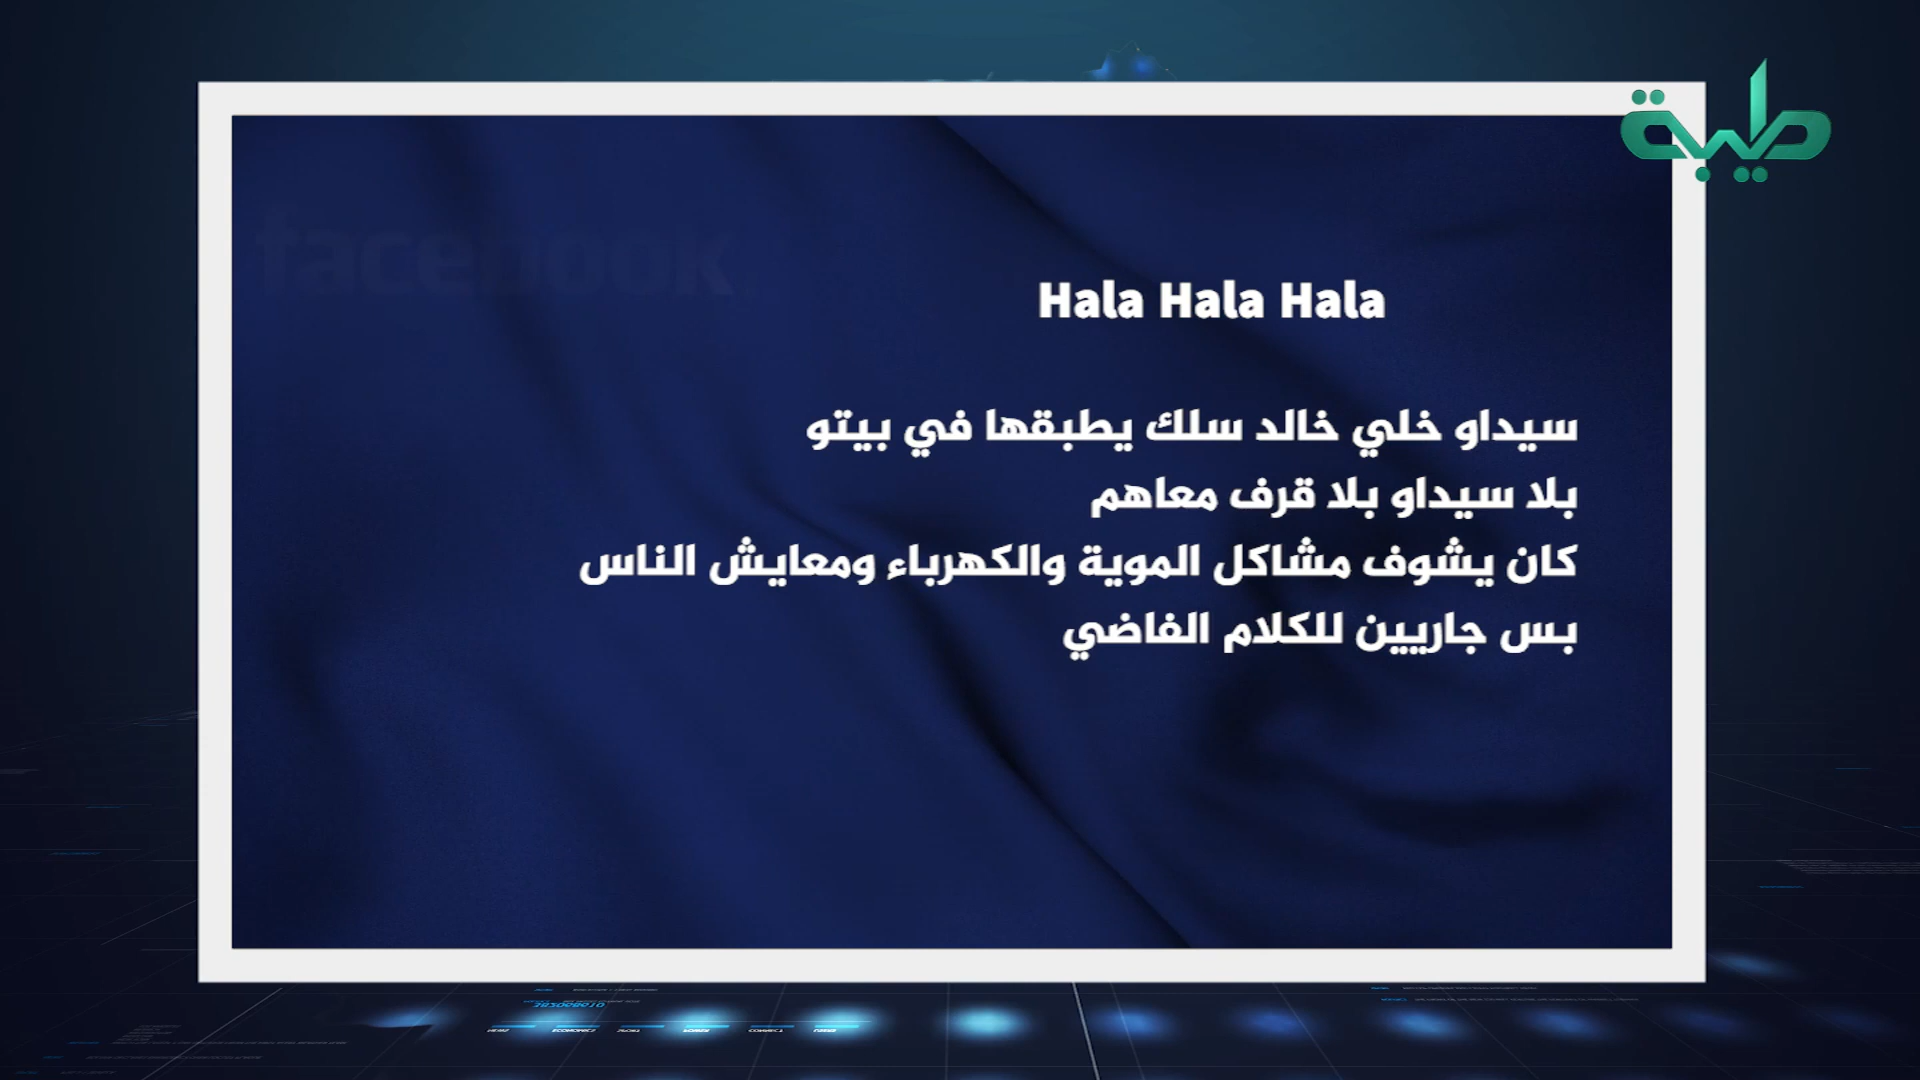 طيبة
facebook
Hala Hala Hala
سيداو خلي خالد سلك يطبقها في بيتو
بلا سيداو بلا قرف معاهم
كان يشوف مشاكل الموية والكهرباء ومعايش الناس
بس جاريين للكلام الفاضي